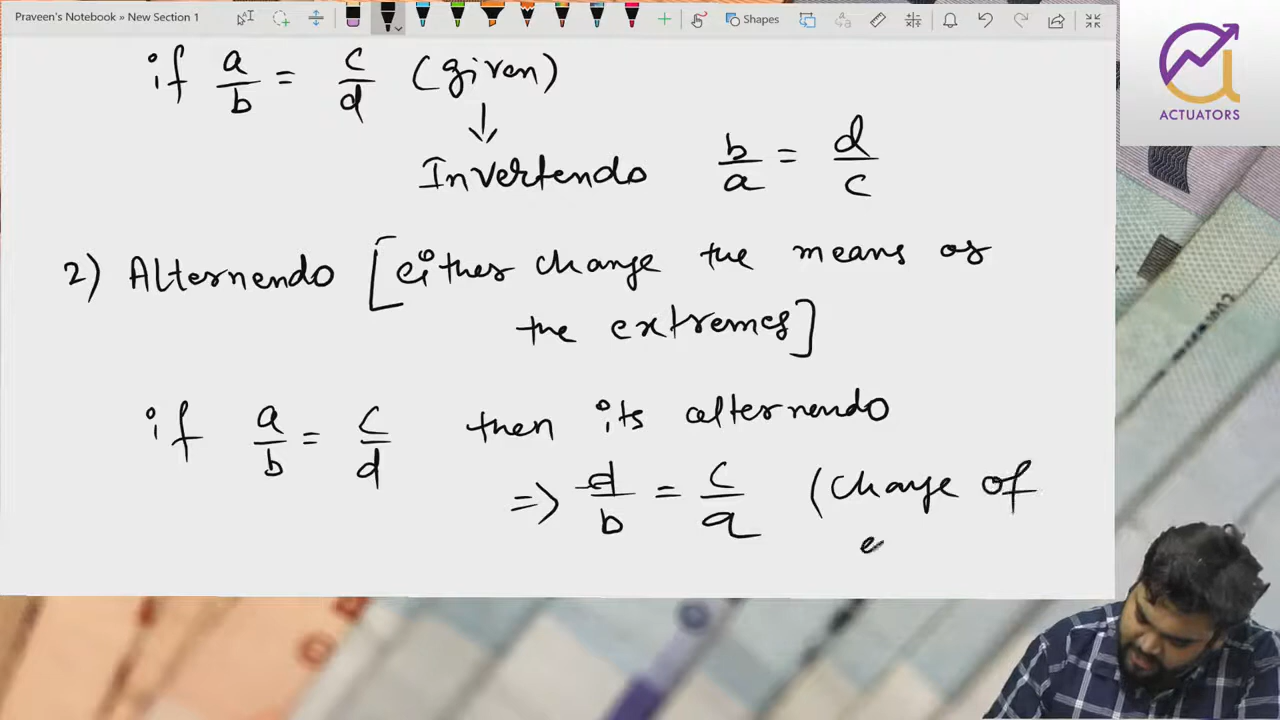 Praveen's Notebook » New Section 1
Shapes
ACTUATORS
if a/b = c/d (given)
↓
Invertendo b/a = d/c
2) Alternendo [either change the means or
the extremes]
if a/b = c/d then its alternendo
=> d/b = c/a (Change of
e